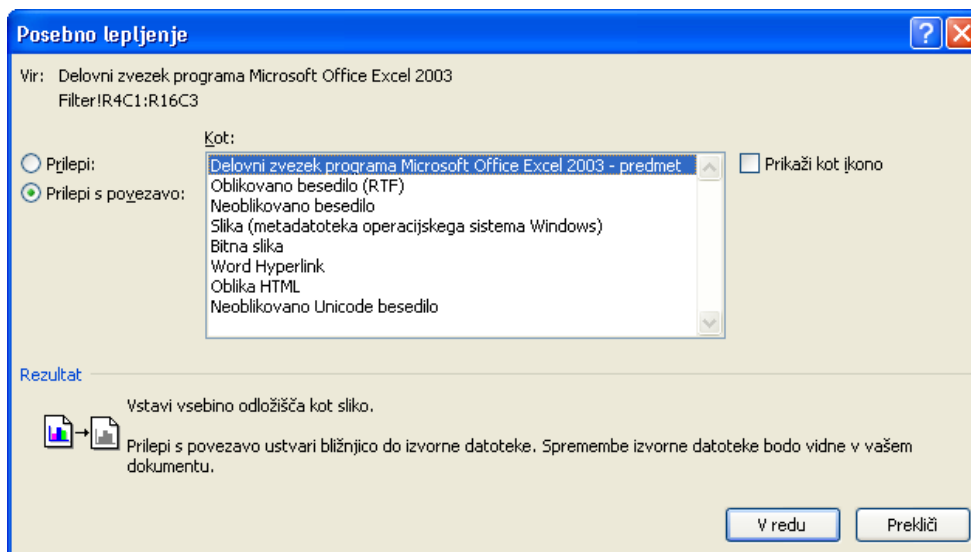 Posebno lepljenje
Vir: Delovni zvezek programa Microsoft Office Excel 2003
Filter!R4C1:R16C3
Kot:
Prilepi:
Prilepi s povezavo:
Delovni zvezek programa Microsoft Office Excel 2003 - predmet
Oblikovano besedilo (RTF)
Neoblikovano besedilo
Slika (metadatoteka operacijskega sistema Windows)
Bitna slika
Word Hyperlink
Oblika HTML
Neoblikovano Unicode besedilo
Prikaži kot ikono
Rezultat
Vstavi vsebino odložišča kot sliko.
Prilepi s povezavo ustvari bližnjico do izvorne datoteke. Spremembe izvorne datoteke bodo vidne v vašem
dokumentu.
V redu
Prekliči